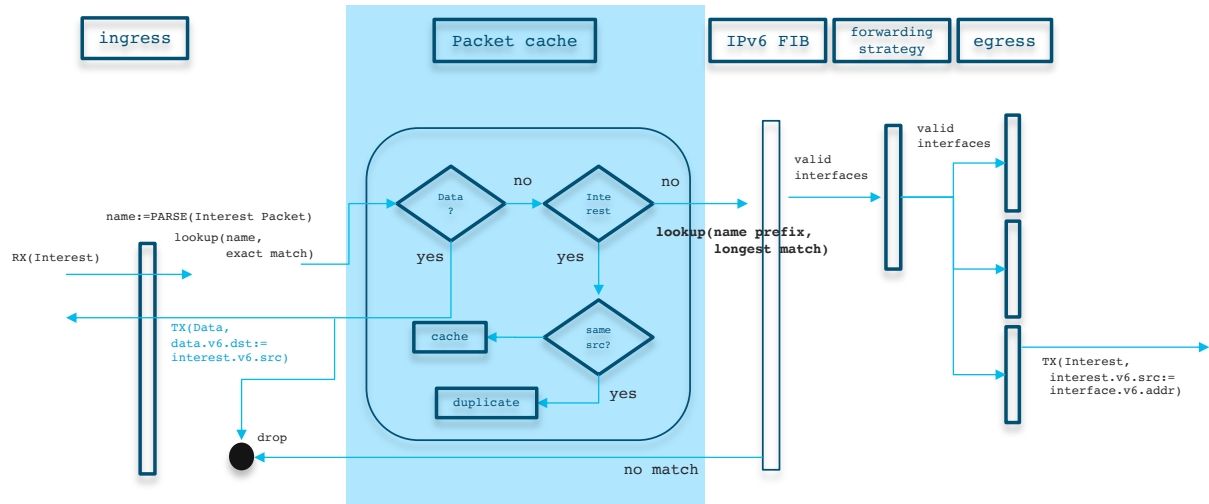 ingress
Packet cache
IPv6 FIB
forwarding
strategy
egress
valid
interfaces
valid
interfaces
no
no
Data
?
Inte
rest
name:=PARSE(Interest Packet)
lookup(name,
exact match)
lookup(name prefix,
longest match)
RX(Interest)
yes
yes
TX(Data,
data.v6.dst:=
interest.v6.src)
cache
same
src?
TX(Interest,
interest.v6.src:=
interface.v6.addr)
duplicate
yes
drop
no match